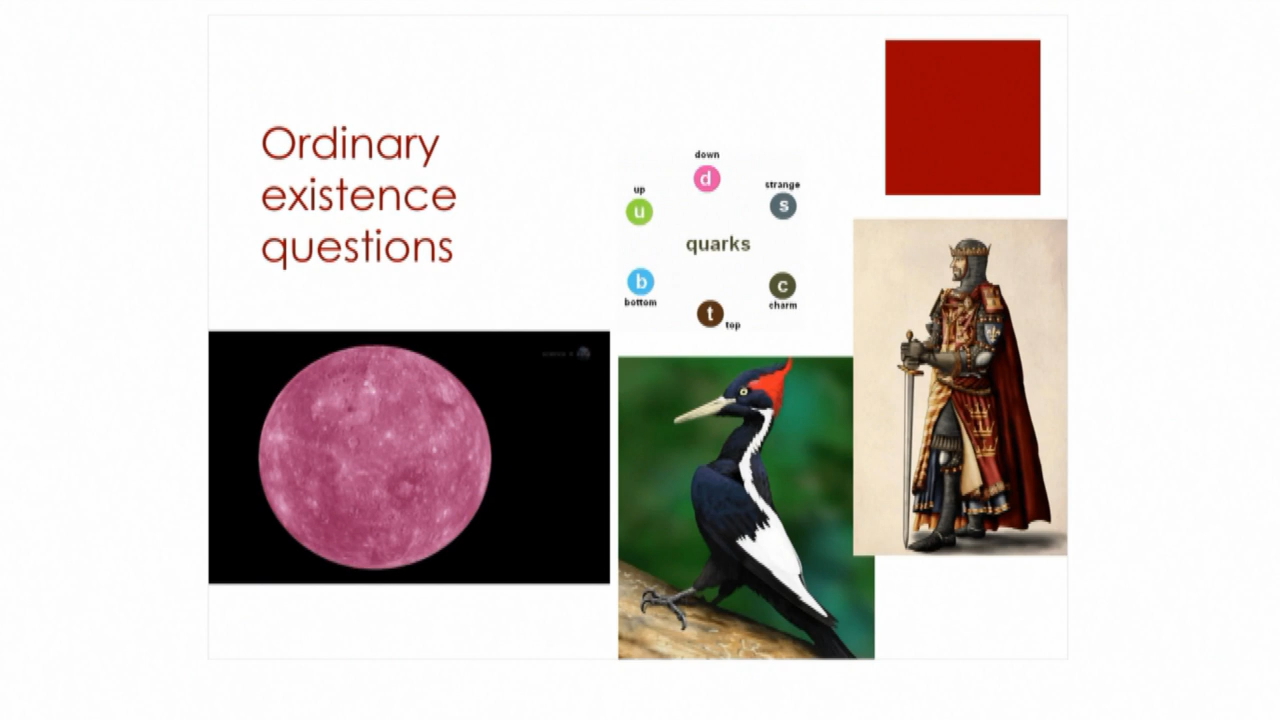 Ordinary
existence
questions
down
d
strange
s
up
u
quarks
b
bottom
c
charm
t
top